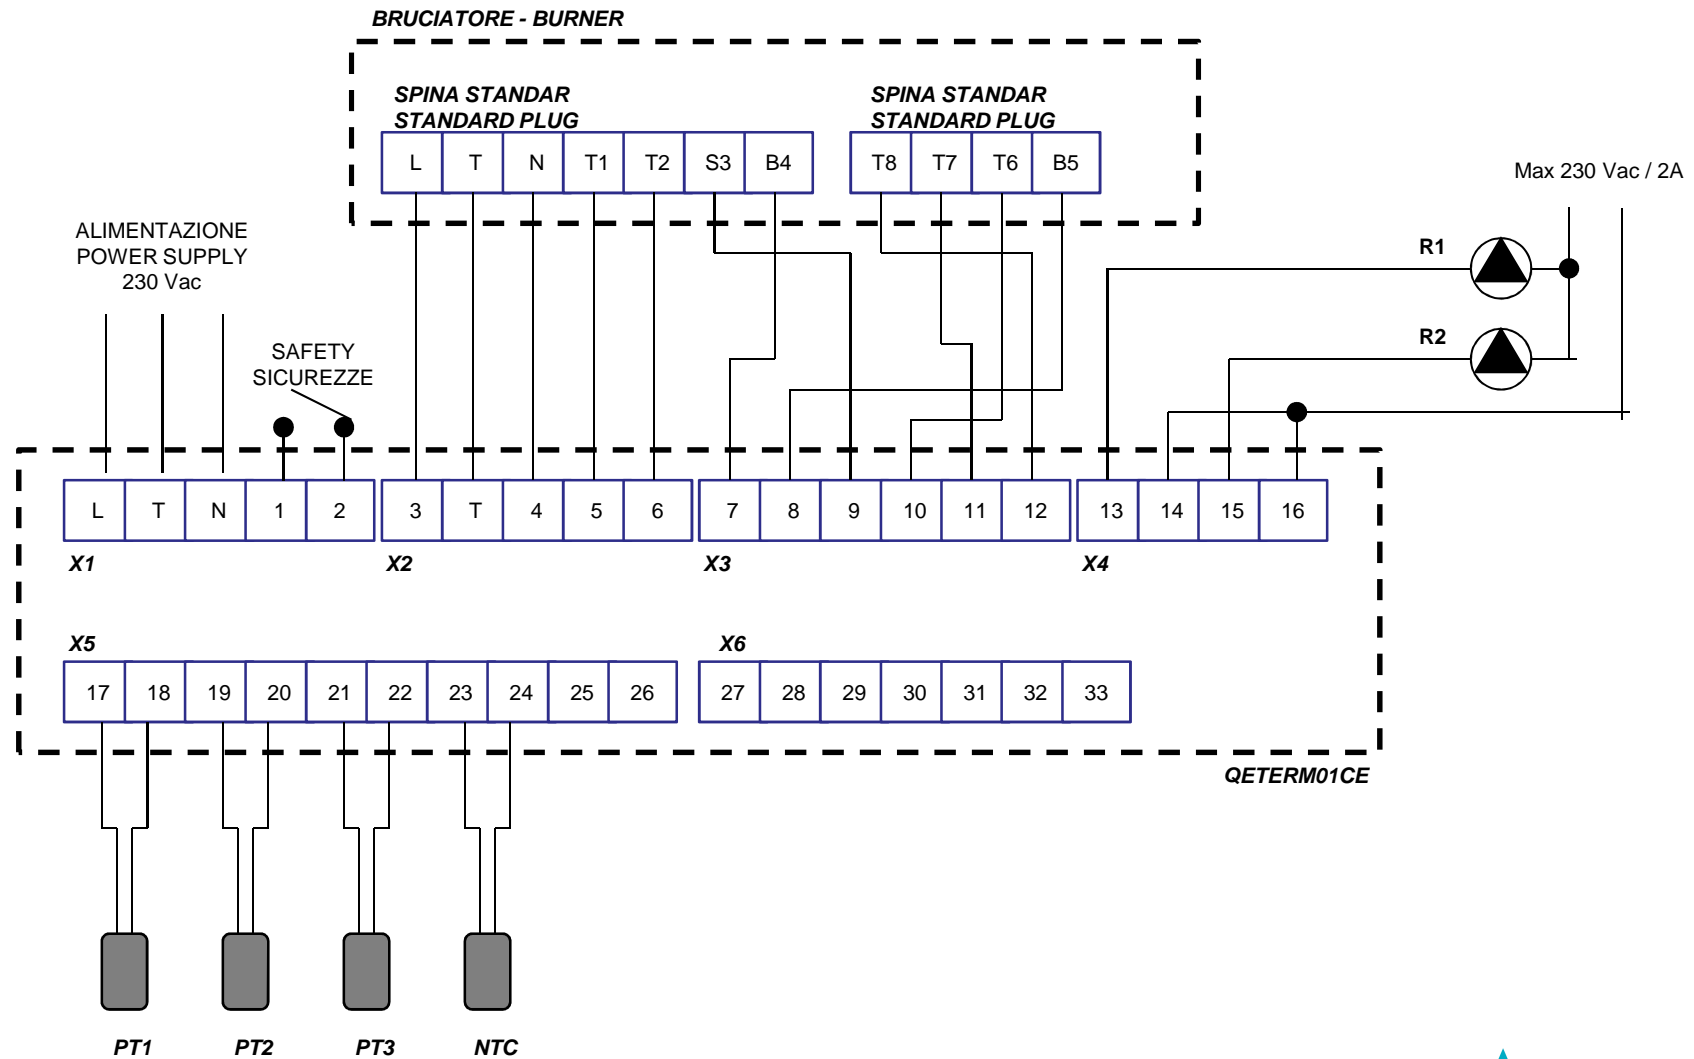 BRUCIATORE - BURNER
SPINA STANDAR
STANDARD PLUG
SPINA STANDAR
STANDARD PLUG
L T N T1 T2 S3 B4
T8 T7 T6 B5
Max 230 Vac / 2A
ALIMENTAZIONE
POWER SUPPLY
230 Vac
R1
R2
SAFETY
SICUREZZE
L T N 1 2
3 T 4 5 6
7 8 9 10 11 12
13 14 15 16
X1
X2
X3
X4
X5
X6
17 18 19 20 21 22 23 24 25 26
27 28 29 30 31 32 33
QETERM01CE
PT1
PT2
PT3
NTC